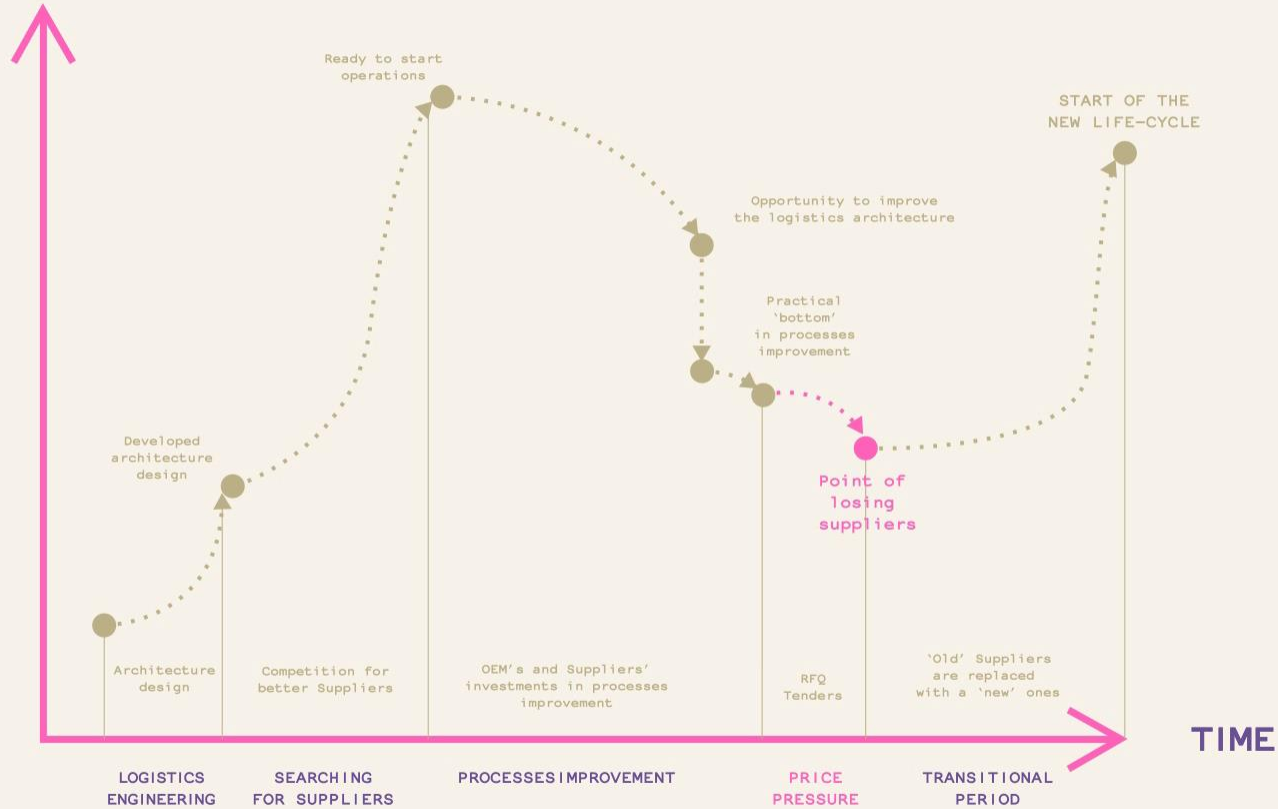 Ready to start
operations
START OF THE
NEW LIFE-CYCLE
Opportunity to improve
the logistics architecture
Practical
‘bottom’
in processes
improvement
Developed
architecture
design
Point of
losing
suppliers
Architecture
design
Competition for
better Suppliers
OEM’s and Suppliers’
investments in processes
improvement
RFQ
Tenders
‘Old’ Suppliers
are replaced
with a ‘new’ ones
TIME
LOGISTICS
ENGINEERING
SEARCHING
FOR SUPPLIERS
PROCESSES IMPROVEMENT
PRICE
PRESSURE
TRANSITIONAL
PERIOD